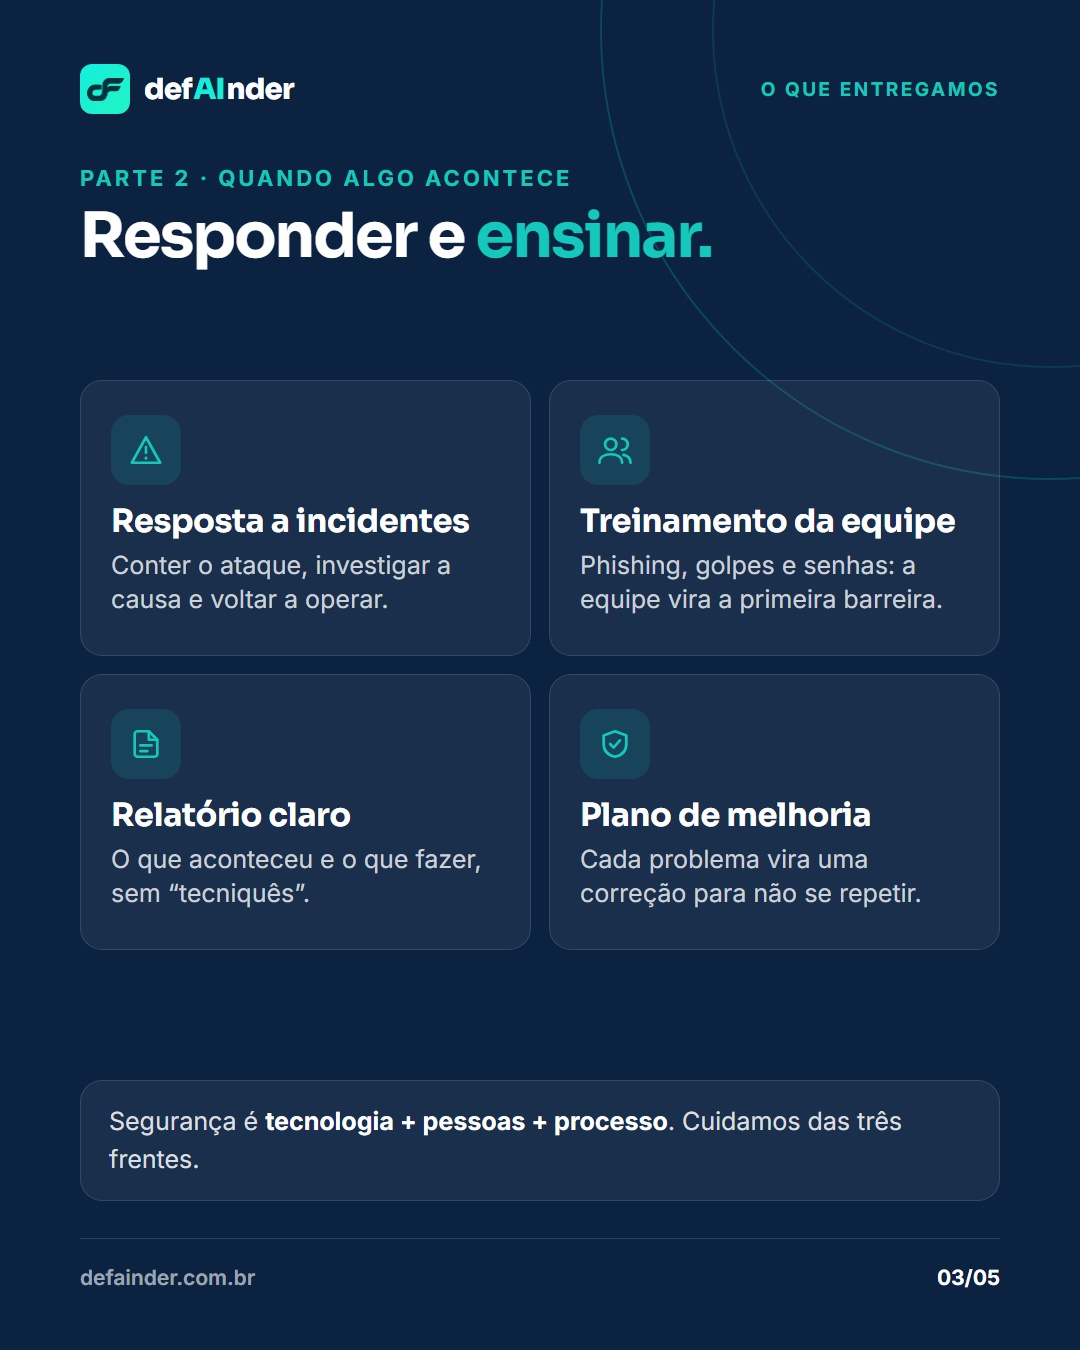 defAInder
O QUE ENTREGAMOS
PARTE 2 · QUANDO ALGO ACONTECE
Responder e ensinar.
Resposta a incidentes
Conter o ataque, investigar a
causa e voltar a operar.
Treinamento da equipe
Phishing, golpes e senhas: a
equipe vira a primeira barreira.
Relatório claro
O que aconteceu e o que fazer,
sem “tecniquês”.
Plano de melhoria
Cada problema vira uma
correção para não se repetir.
Segurança é tecnologia + pessoas + processo. Cuidamos das três
frentes.
defainder.com.br
03/05